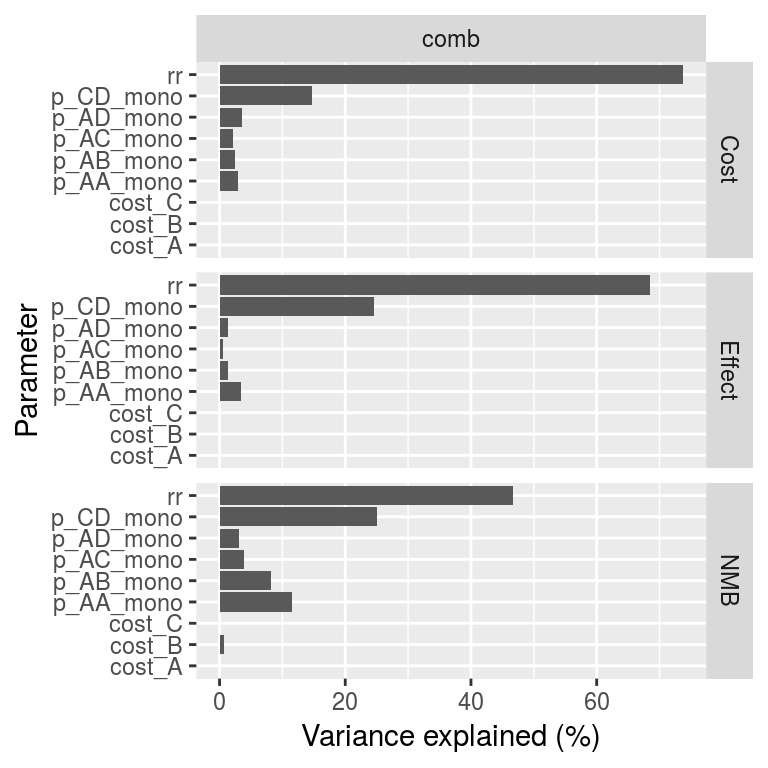 comb
rr
p_CD_mono
p_AD_mono
p_AC_mono
p_AB_mono
p_AA_mono
cost_C
cost_B
cost_A
Cost
rr
p_CD_mono
p_AD_mono
p_AC_mono
p_AB_mono
p_AA_mono
cost_C
cost_B
cost_A
Effect
rr
p_CD_mono
p_AD_mono
p_AC_mono
p_AB_mono
p_AA_mono
cost_C
cost_B
cost_A
NMB
Parameter
0 20 40 60
Variance explained (%)